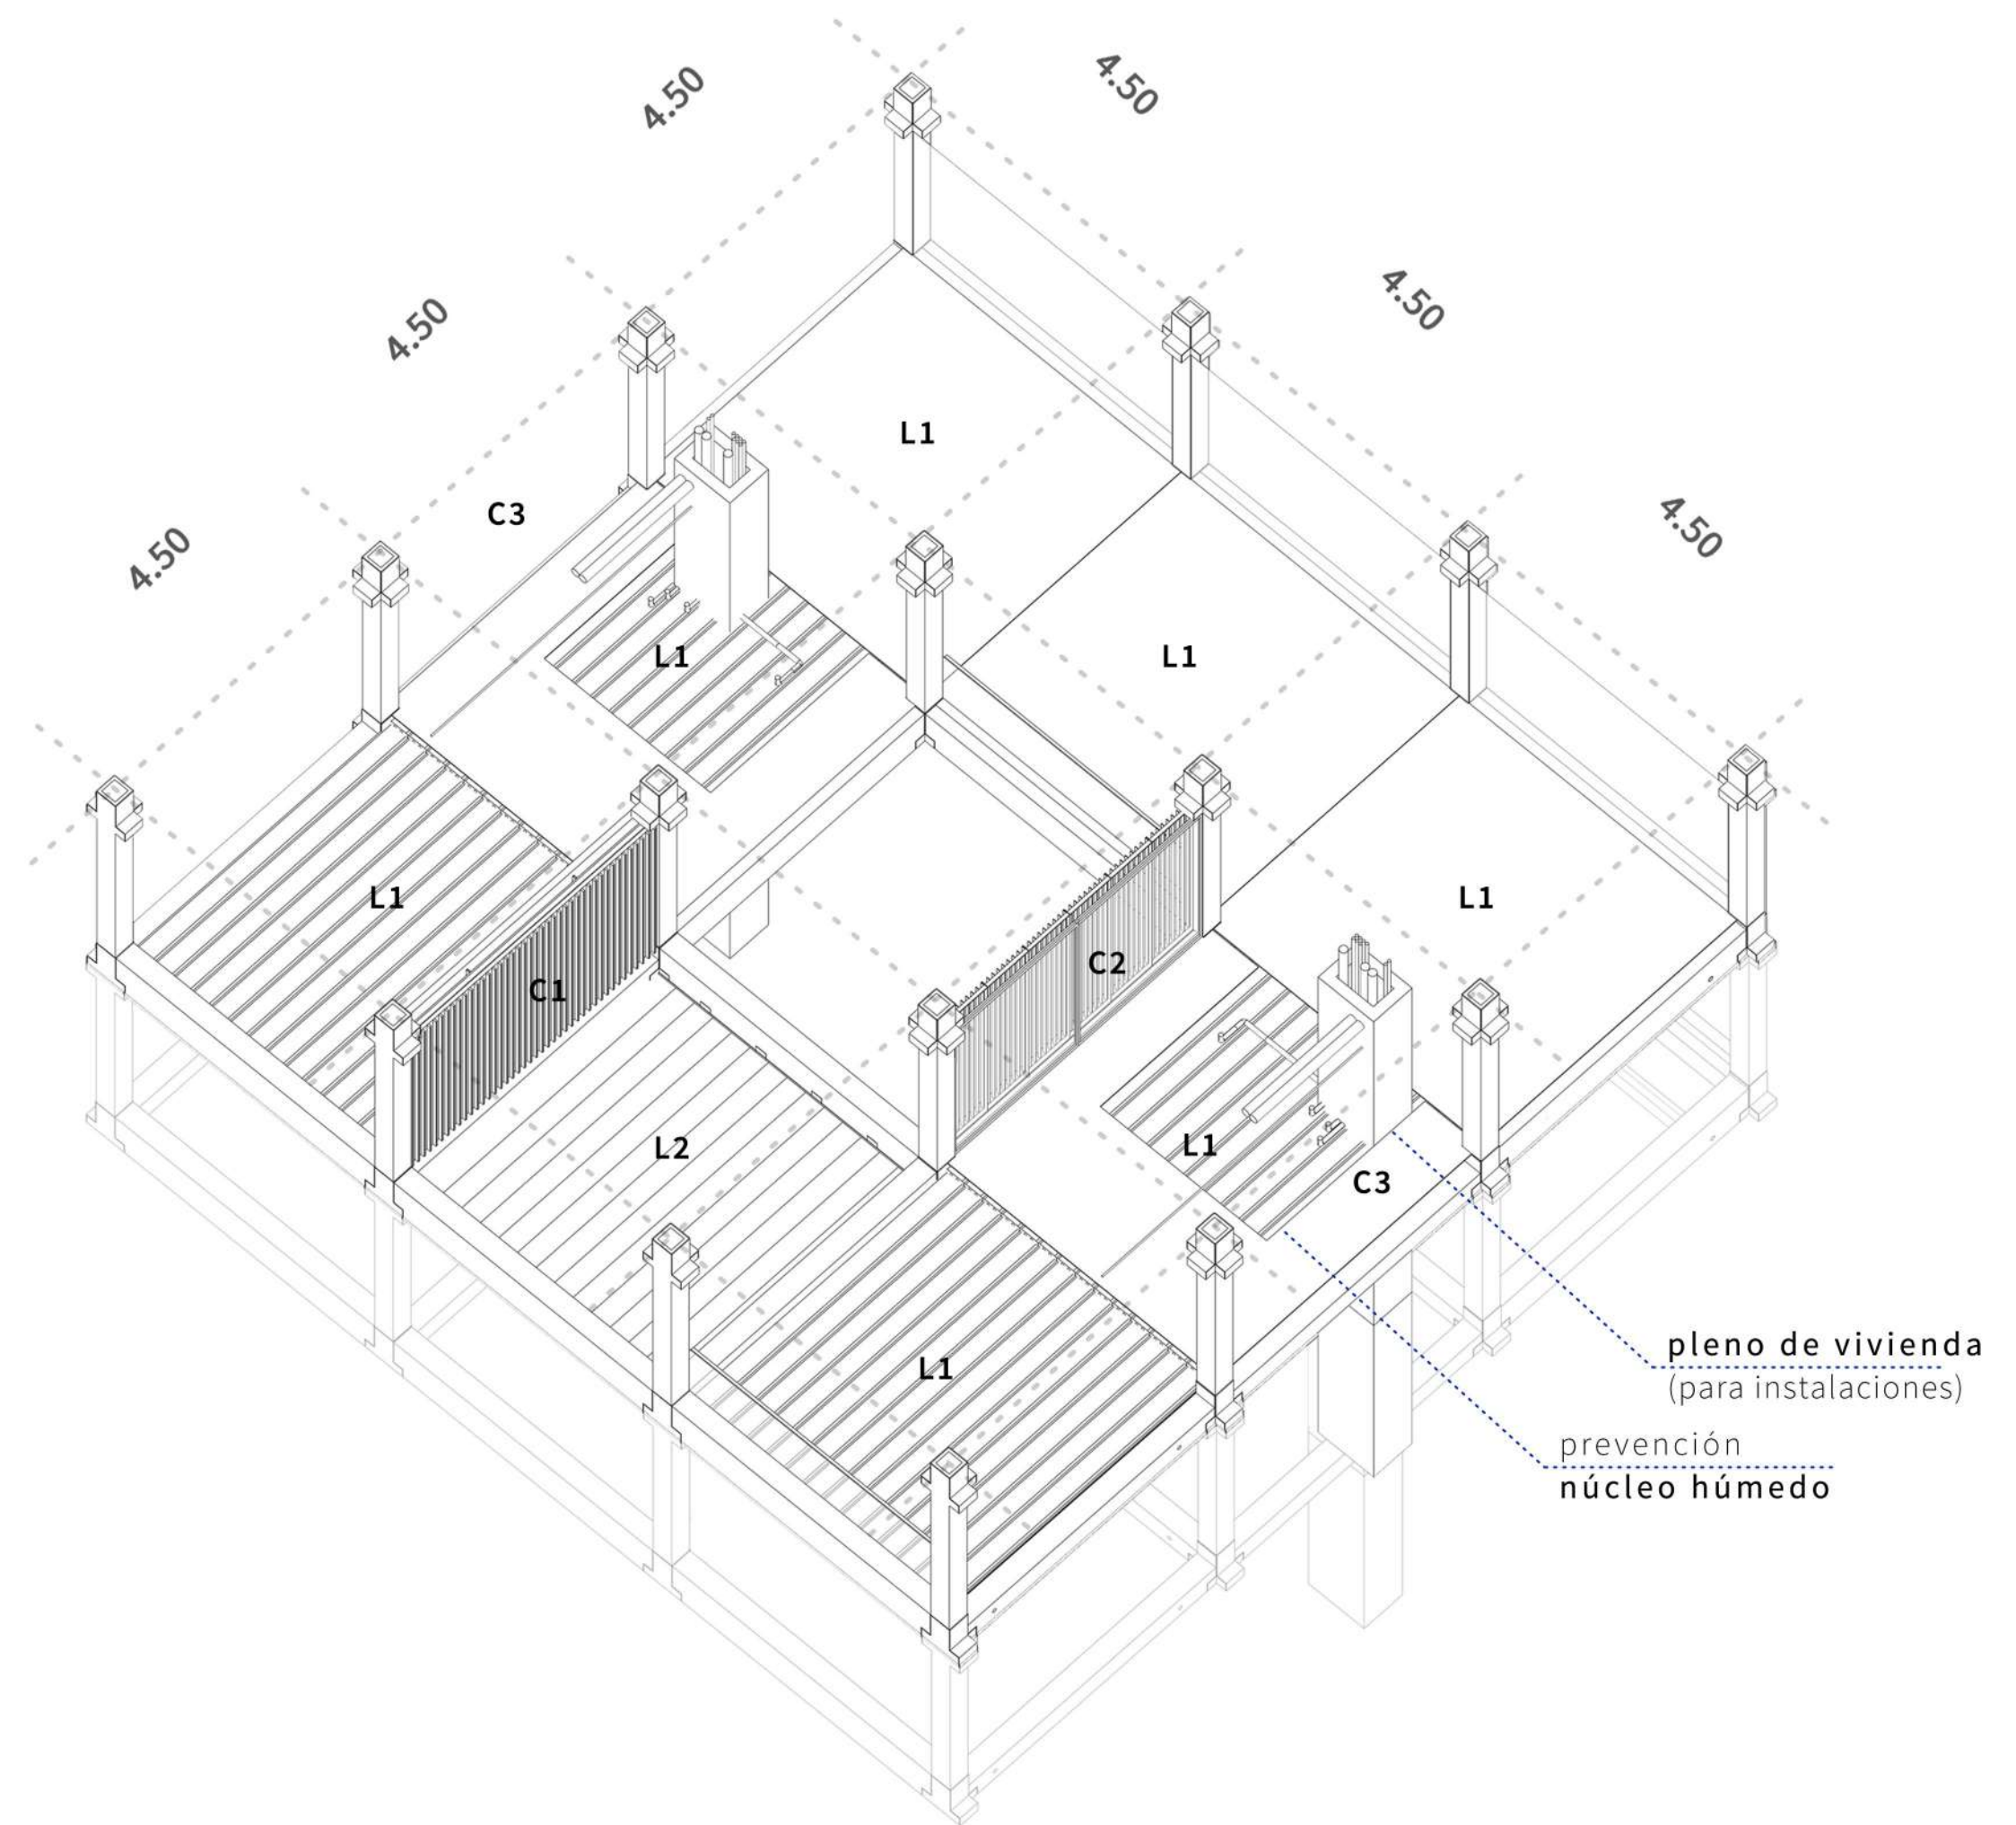 4.50
4.50
4.50
4.50
4.50
4.50
L1
C3
L1
L1
L1
L1
C2
C1
L2
L1
C3
L1
pleno de vivienda
(para instalaciones)
prevención
núcleo húmedo